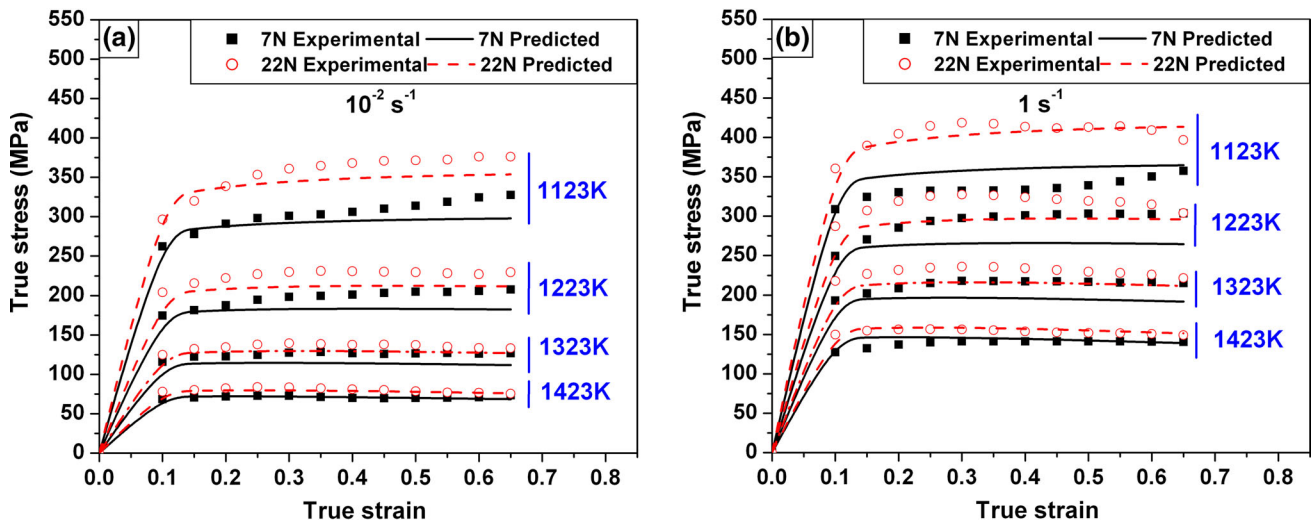 (a)
7N Experimental 7N Predicted
22N Experimental 22N Predicted
10⁻² s⁻¹
True stress (MPa)
550
500
450
400
350
300
250
200
150
100
50
0
1123K
1223K
1323K
1423K
0.0 0.1 0.2 0.3 0.4 0.5 0.6 0.7 0.8
True strain
(b)
7N Experimental 7N Predicted
22N Experimental 22N Predicted
1 s⁻¹
True stress (MPa)
550
500
450
400
350
300
250
200
150
100
50
0
1123K
1223K
1323K
1423K
0.0 0.1 0.2 0.3 0.4 0.5 0.6 0.7 0.8
True strain